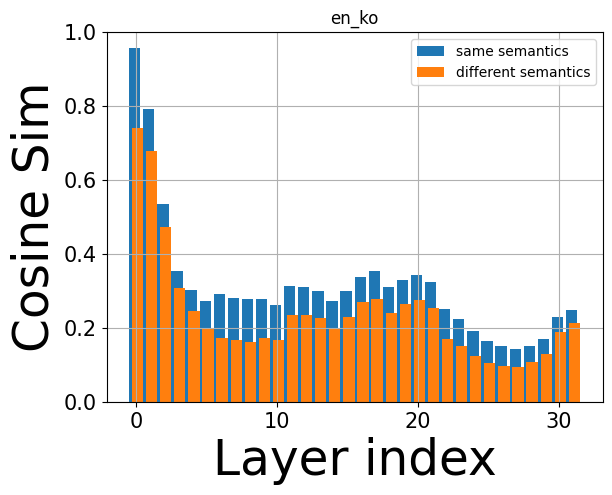 en_ko
same semantics
different semantics
Cosine Sim
1.0
0.8
0.6
0.4
0.2
0.0
0 10 20 30
Layer index